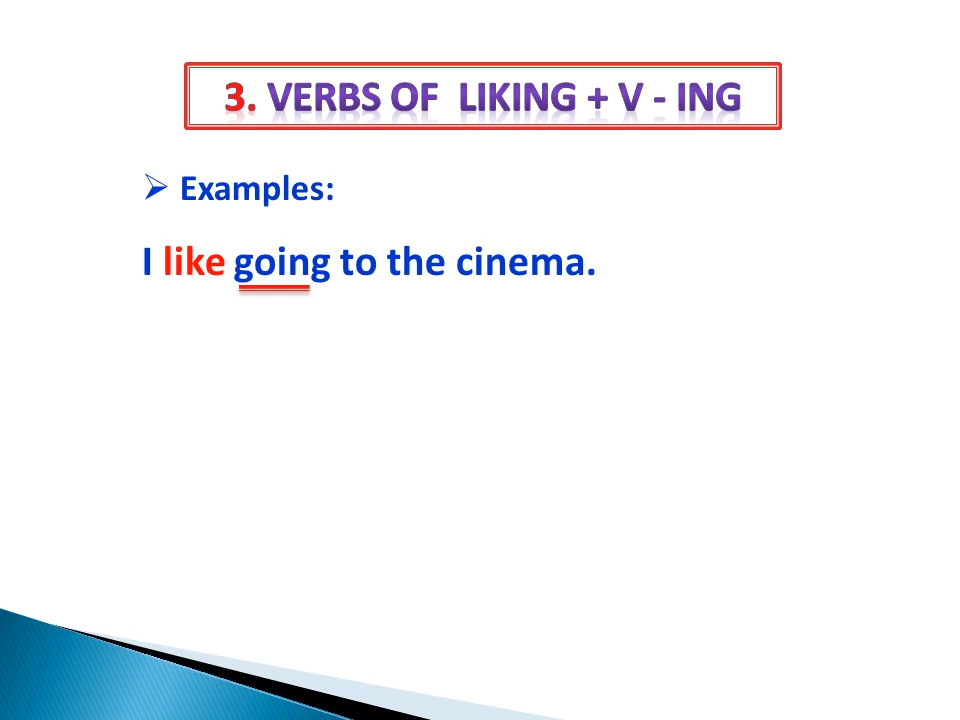 3. VERBS OF LIKING + V - ING
➢ Examples:
I like going to the cinema.